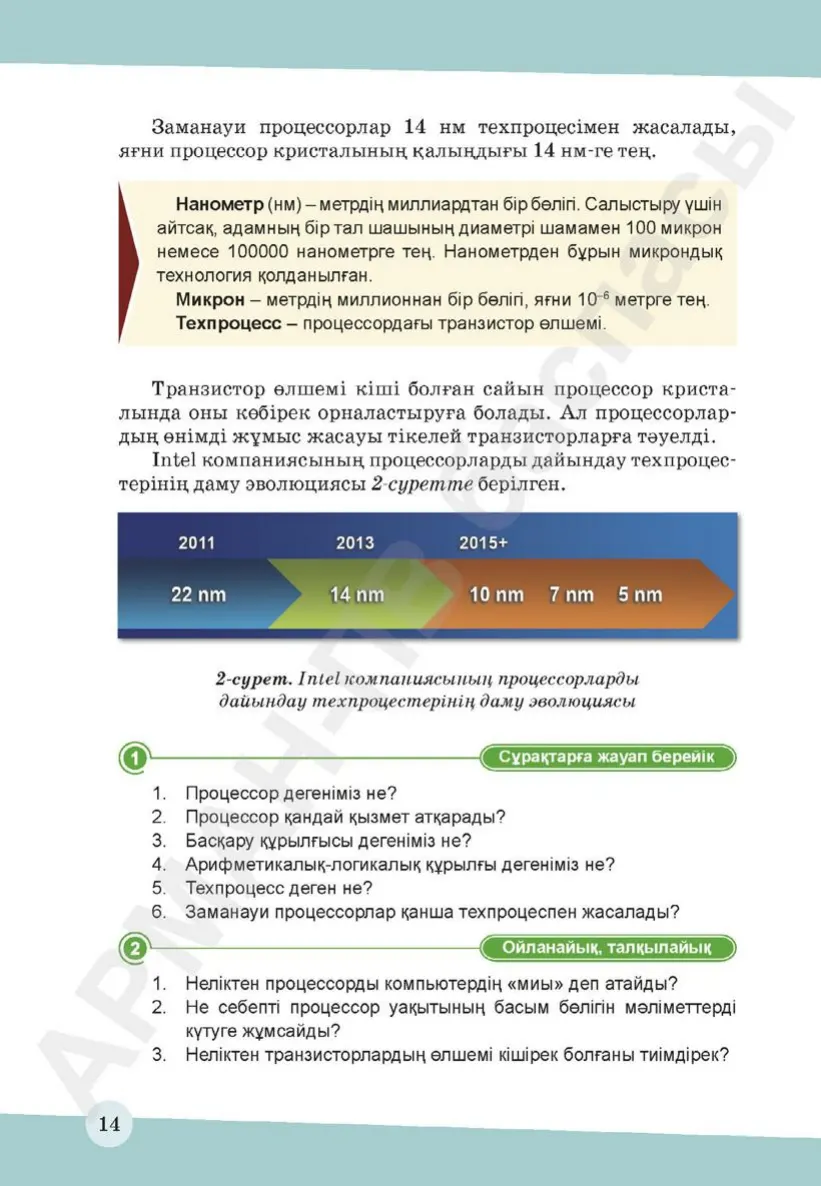 Заманауи процессорлар 14 нм техпроцесімен жасалады,
яғни процессор кристалының қалыңдығы 14 нм-ге тең.
Нанометр (нм) – метрдің миллиардтан бір бөлігі. Салыстыру үшін
айтсақ, адамның бір тал шашының диаметрі шамамен 100 микрон
немесе 100000 нанометрге тең. Нанометрден бұрын микрондық
технология қолданылған.
Микрон – метрдің миллионнан бір бөлігі, яғни 10⁻⁶ метрге тең.
Техпроцесс – процессордағы транзистор өлшемі.
Транзистор өлшемі кіші болған сайын процессор криста-
лында оны көбірек орналастыруға болады. Ал процессорлар-
дың өнімді жұмыс жасауы тікелей транзисторларға тәуелді.
Intel компаниясының процессорларды дайындау техпроцес-
терінің даму эволюциясы 2-суретте берілген.
2011 2013 2015+
22 nm 14 nm 10 nm 7 nm 5 nm
2-сурет. Intel компаниясының процессорларды
дайындау техпроцестерінің даму эволюциясы
1 Сұрақтарға жауап берейік
1. Процессор дегеніміз не?
2. Процессор қандай қызмет атқарады?
3. Басқару құрылғысы дегеніміз не?
4. Арифметикалық-логикалық құрылғы дегеніміз не?
5. Техпроцесс деген не?
6. Заманауи процессорлар қанша техпроцеспен жасалады?
2 Ойланайық, талқылайық
1. Неліктен процессорды компьютердің «миы» деп атайды?
2. Не себепті процессор уақытының басым бөлігін мәліметтерді
күтуге жұмсайды?
3. Неліктен транзисторлардың өлшемі кішірек болғаны тиімдірек?
14
АРМАН-ПВ баспасы